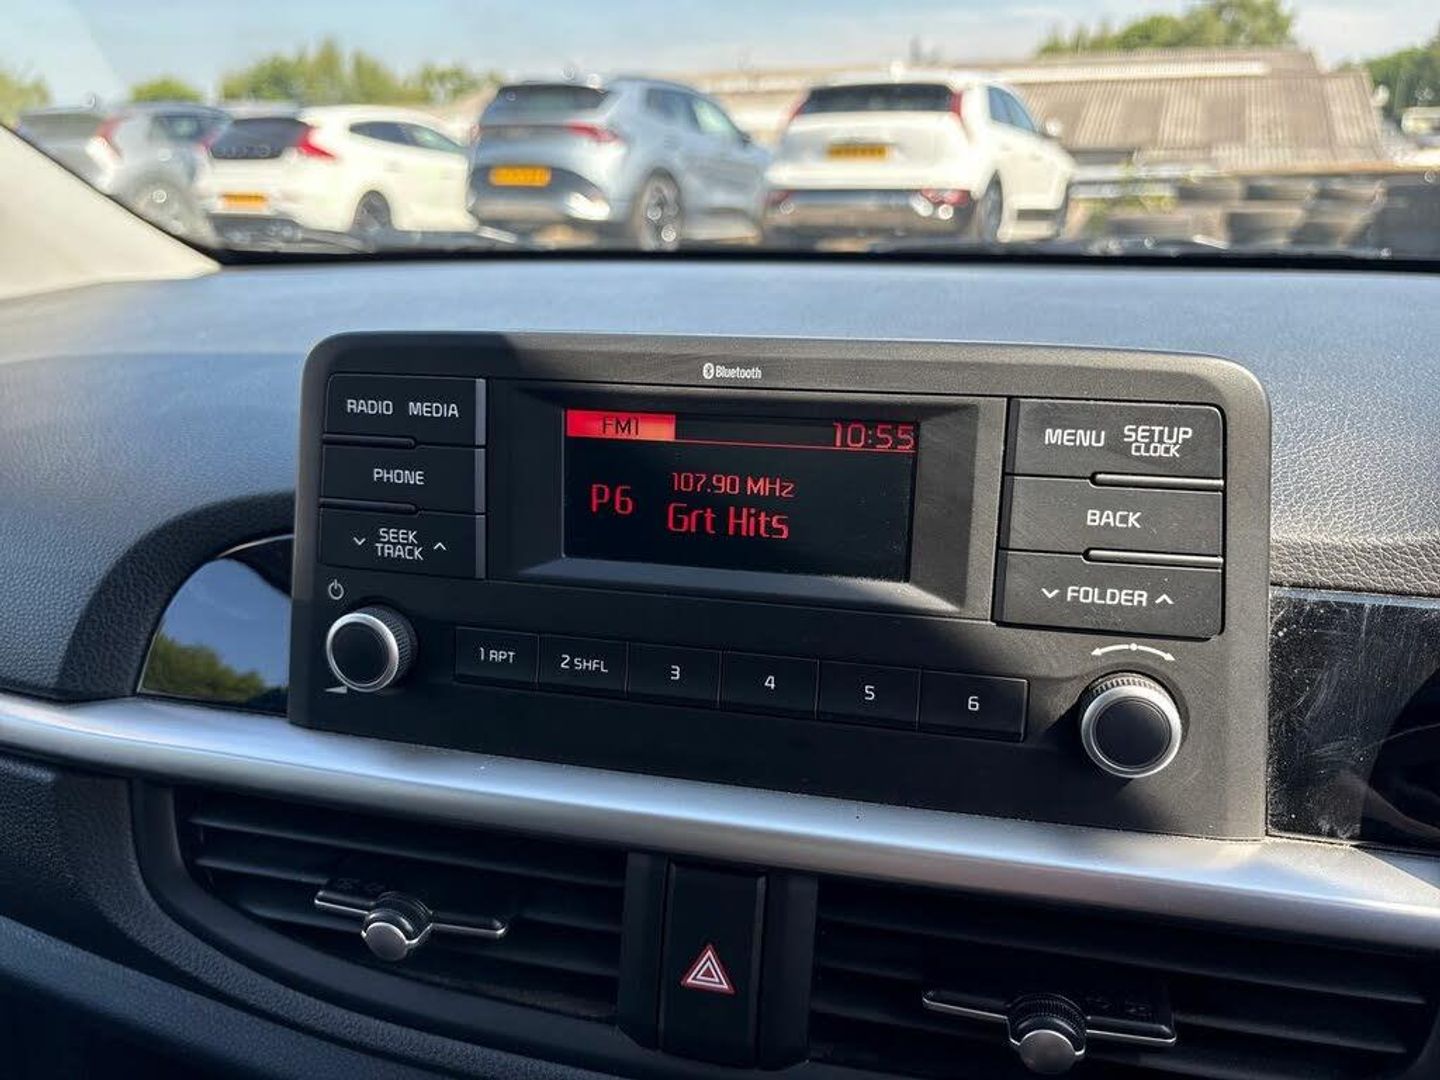 Bluetooth
RADIO MEDIA
PHONE
SEEK
TRACK
FM1 10:55
107.90 MHz
P6 Grt Hits
MENU SETUP
CLOCK
BACK
FOLDER
1 RPT 2 SHFL 3 4 5 6